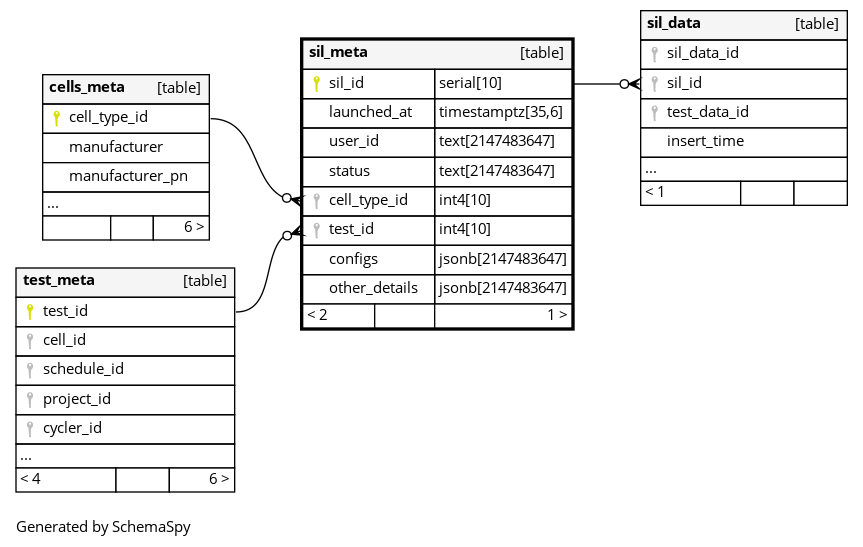 cells_meta [table]
cell_type_id
manufacturer
manufacturer_pn
...
6 >
test_meta [table]
test_id
cell_id
schedule_id
project_id
cycler_id
...
< 4 6 >
sil_meta [table]
sil_id serial[10]
launched_at timestamptz[35,6]
user_id text[2147483647]
status text[2147483647]
cell_type_id int4[10]
test_id int4[10]
configs jsonb[2147483647]
other_details jsonb[2147483647]
< 2 1 >
sil_data [table]
sil_data_id
sil_id
test_data_id
insert_time
...
< 1
Generated by SchemaSpy